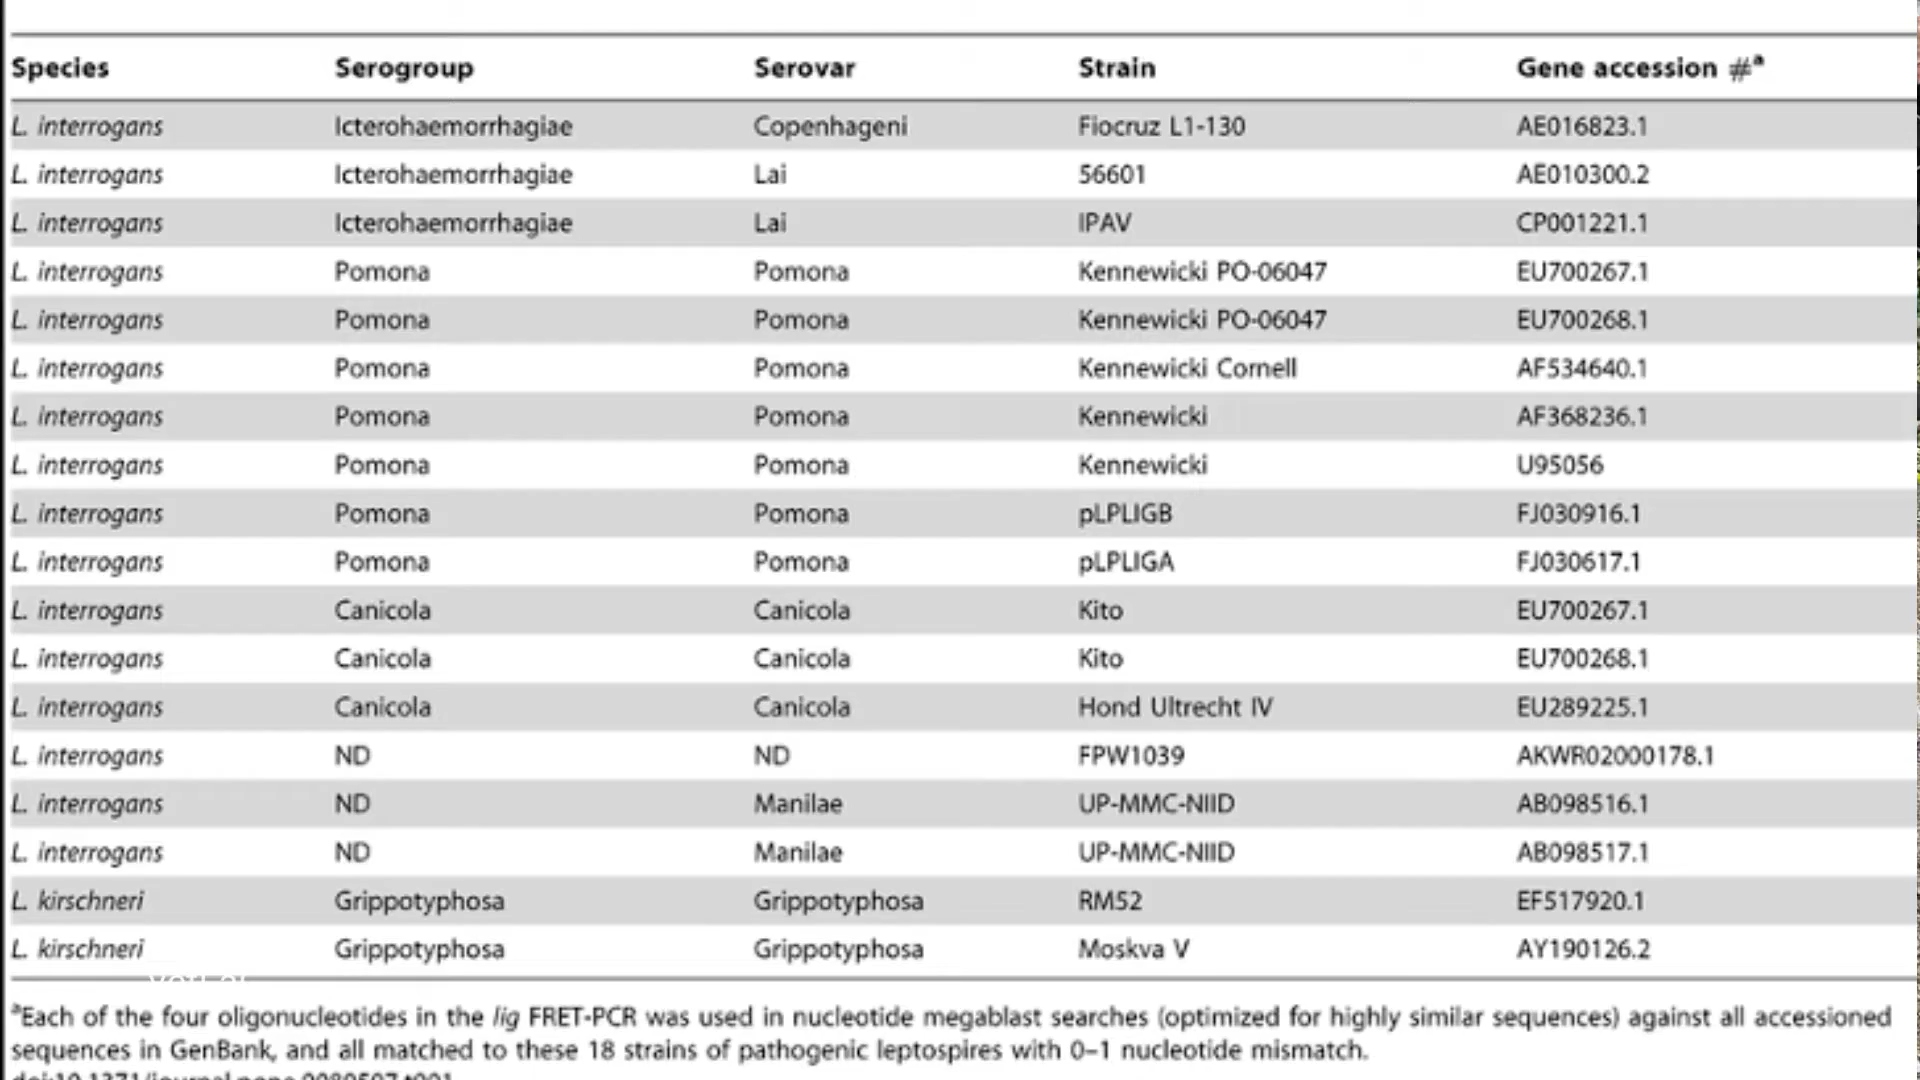 Species Serogroup Serovar Strain Gene accession #a
L. interrogans Icterohaemorrhagiae Copenhageni Fiocruz L1-130 AE016823.1
L. interrogans Icterohaemorrhagiae Lai 56601 AE010300.2
L. interrogans Icterohaemorrhagiae Lai IPAV CP001221.1
L. interrogans Pomona Pomona Kennewicki PO-06047 EU700267.1
L. interrogans Pomona Pomona Kennewicki PO-06047 EU700268.1
L. interrogans Pomona Pomona Kennewicki Cornell AF534640.1
L. interrogans Pomona Pomona Kennewicki AF368236.1
L. interrogans Pomona Pomona Kennewicki U95056
L. interrogans Pomona Pomona pLPLIGB FJ030916.1
L. interrogans Pomona Pomona pLPLIGA FJ030617.1
L. interrogans Canicola Canicola Kito EU700267.1
L. interrogans Canicola Canicola Kito EU700268.1
L. interrogans Canicola Canicola Hond Ultrecht IV EU289225.1
L. interrogans ND ND FPW1039 AKWR02000178.1
L. interrogans ND Manilae UP-MMC-NIID AB098516.1
L. interrogans ND Manilae UP-MMC-NIID AB098517.1
L. kirschneri Grippotyphosa Grippotyphosa RM52 EF517920.1
L. kirschneri Grippotyphosa Grippotyphosa Moskva V AY190126.2
aEach of the four oligonucleotides in the lig FRET-PCR was used in nucleotide megablast searches (optimized for highly similar sequences) against all accessioned
sequences in GenBank, and all matched to these 18 strains of pathogenic leptospires with 0–1 nucleotide mismatch.